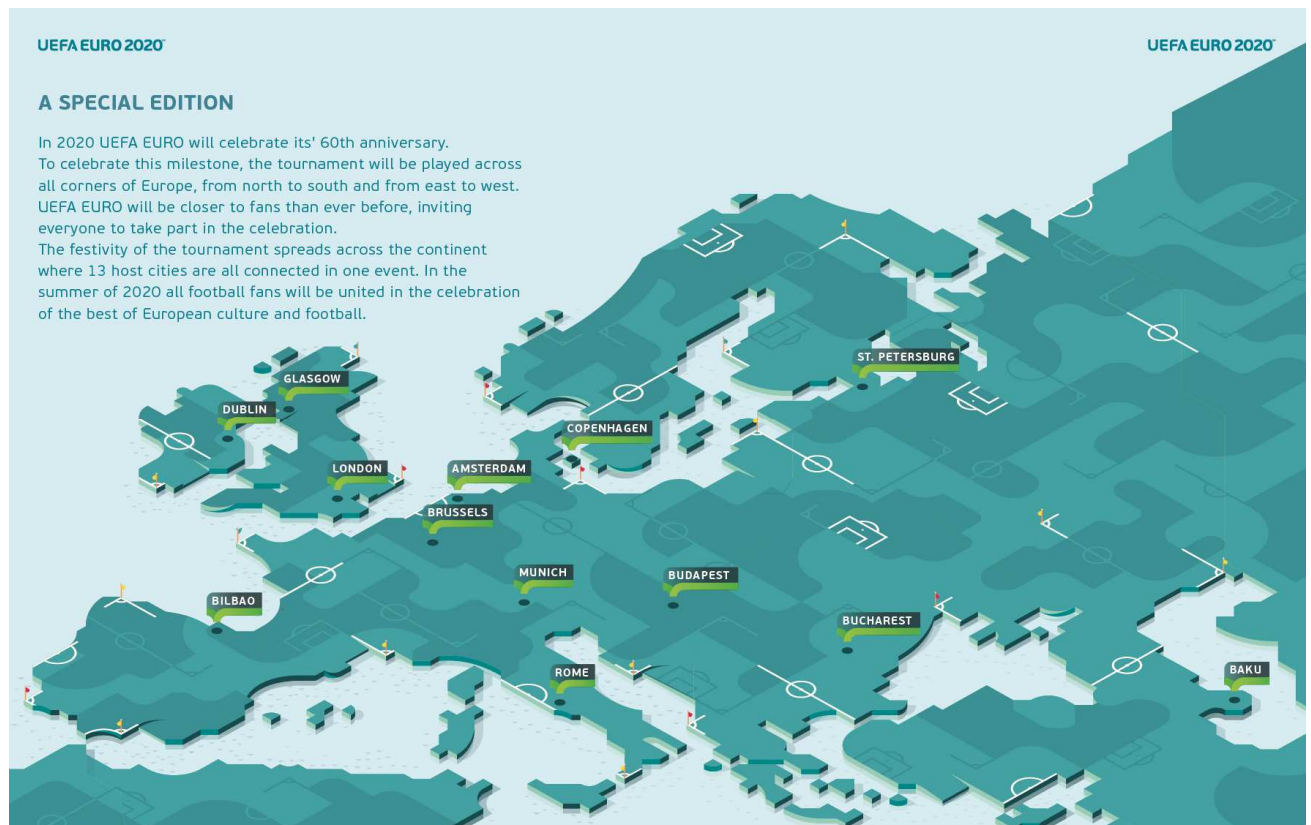 UEFA EURO 2020™
UEFA EURO 2020™
A SPECIAL EDITION
In 2020 UEFA EURO will celebrate its' 60th anniversary.
To celebrate this milestone, the tournament will be played across
all corners of Europe, from north to south and from east to west.
UEFA EURO will be closer to fans than ever before, inviting
everyone to take part in the celebration.
The festivity of the tournament spreads across the continent
where 13 host cities are all connected in one event. In the
summer of 2020 all football fans will be united in the celebration
of the best of European culture and football.
ST. PETERSBURG
GLASGOW
DUBLIN
COPENHAGEN
LONDON
AMSTERDAM
BRUSSELS
MUNICH
BUDAPEST
BILBAO
BUCHAREST
ROME
BAKU